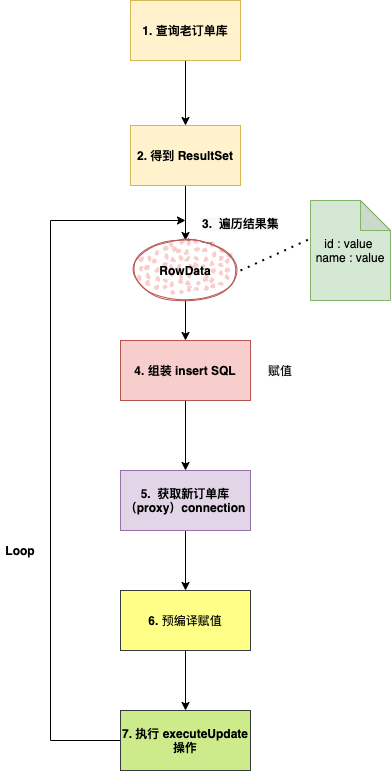 1. 查询老订单库
2. 得到 ResultSet
3. 遍历结果集
RowData
id : value
name : value
4. 组装 insert SQL
赋值
5. 获取新订单库
（proxy）connection
Loop
6. 预编译赋值
7. 执行 executeUpdate
操作